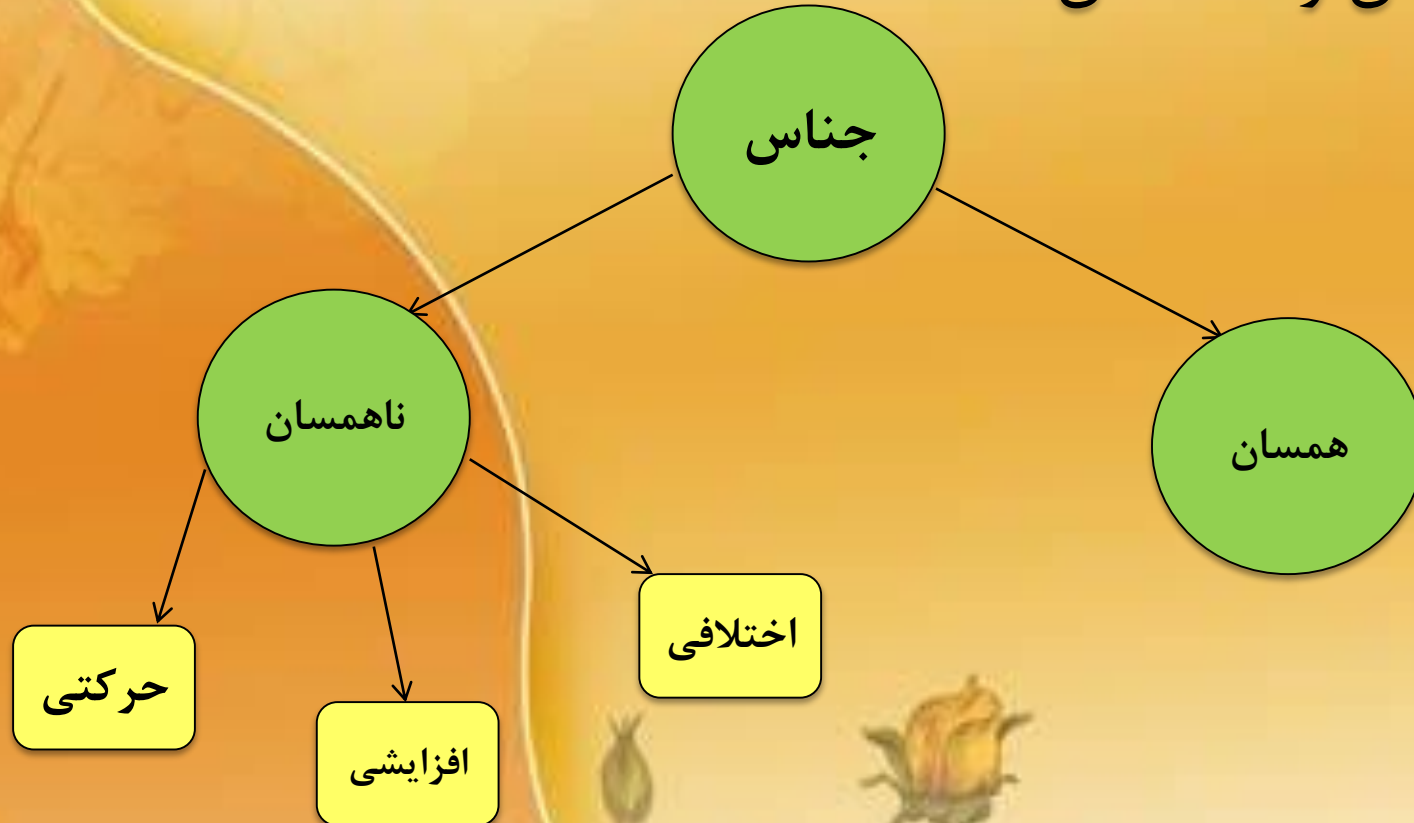 جناس
همسان
ناهمسان
اختلافی
افزایشی
حرکتی